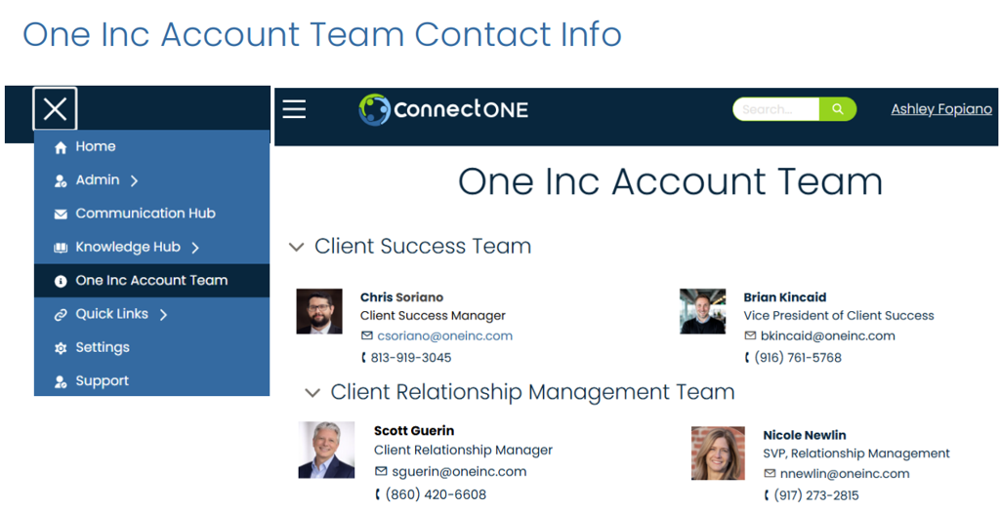 One Inc Account Team Contact Info
Home
Admin
Communication Hub
Knowledge Hub
One Inc Account Team
Quick Links
Settings
Support
ConnectONE
Search...
Ashley Fopiano
One Inc Account Team
Client Success Team
Chris Soriano
Client Success Manager
csoriano@oneinc.com
813-919-3045
Brian Kincaid
Vice President of Client Success
bkincaid@oneinc.com
(916) 761-5768
Client Relationship Management Team
Scott Guerin
Client Relationship Manager
sguerin@oneinc.com
(860) 420-6608
Nicole Newlin
SVP, Relationship Management
nnewlin@oneinc.com
(917) 273-2815